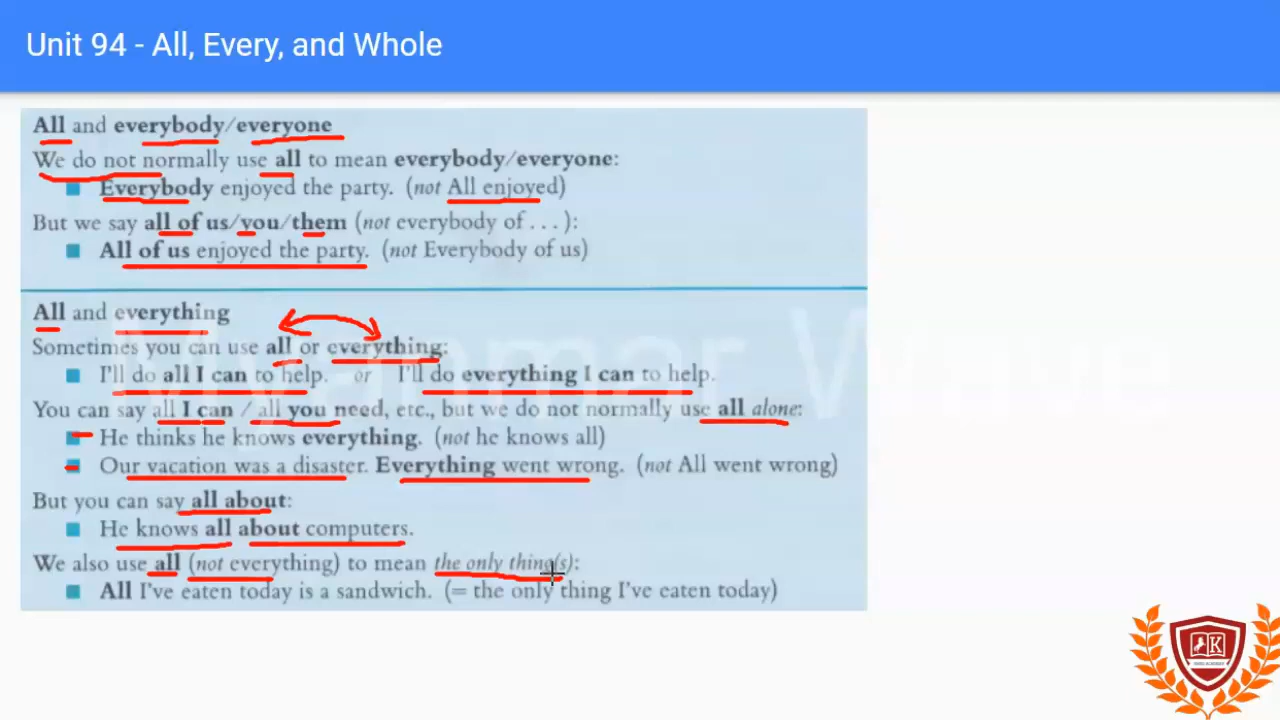 Unit 94 - All, Every, and Whole
All and everybody/everyone
We do not normally use all to mean everybody/everyone:
■ Everybody enjoyed the party. (not All enjoyed)
But we say all of us/you/them (not everybody of . . . ):
■ All of us enjoyed the party. (not Everybody of us)
All and everything
Sometimes you can use all or everything:
■ I'll do all I can to help. or I'll do everything I can to help.
You can say all I can / all you need, etc., but we do not normally use all alone:
■ He thinks he knows everything. (not he knows all)
■ Our vacation was a disaster. Everything went wrong. (not All went wrong)
But you can say all about:
■ He knows all about computers.
We also use all (not everything) to mean the only thing(s):
■ All I've eaten today is a sandwich. (= the only thing I've eaten today)
K